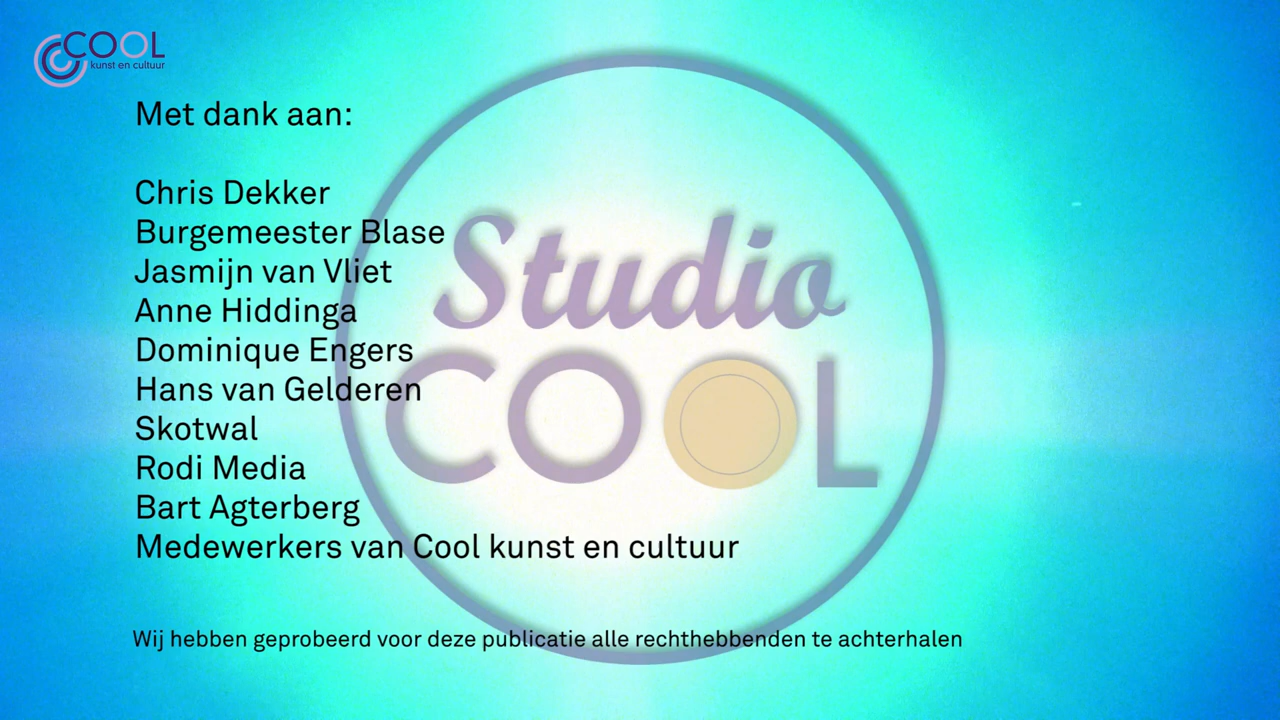 COOL
kunst en cultuur
Met dank aan:
Chris Dekker
Burgemeester Blase
Jasmijn van Vliet
Anne Hiddinga
Dominique Engers
Hans van Gelderen
Skotwal
Rodi Media
Bart Agterberg
Medewerkers van Cool kunst en cultuur
Studio
COOL
Wij hebben geprobeerd voor deze publicatie alle rechthebbenden te achterhalen